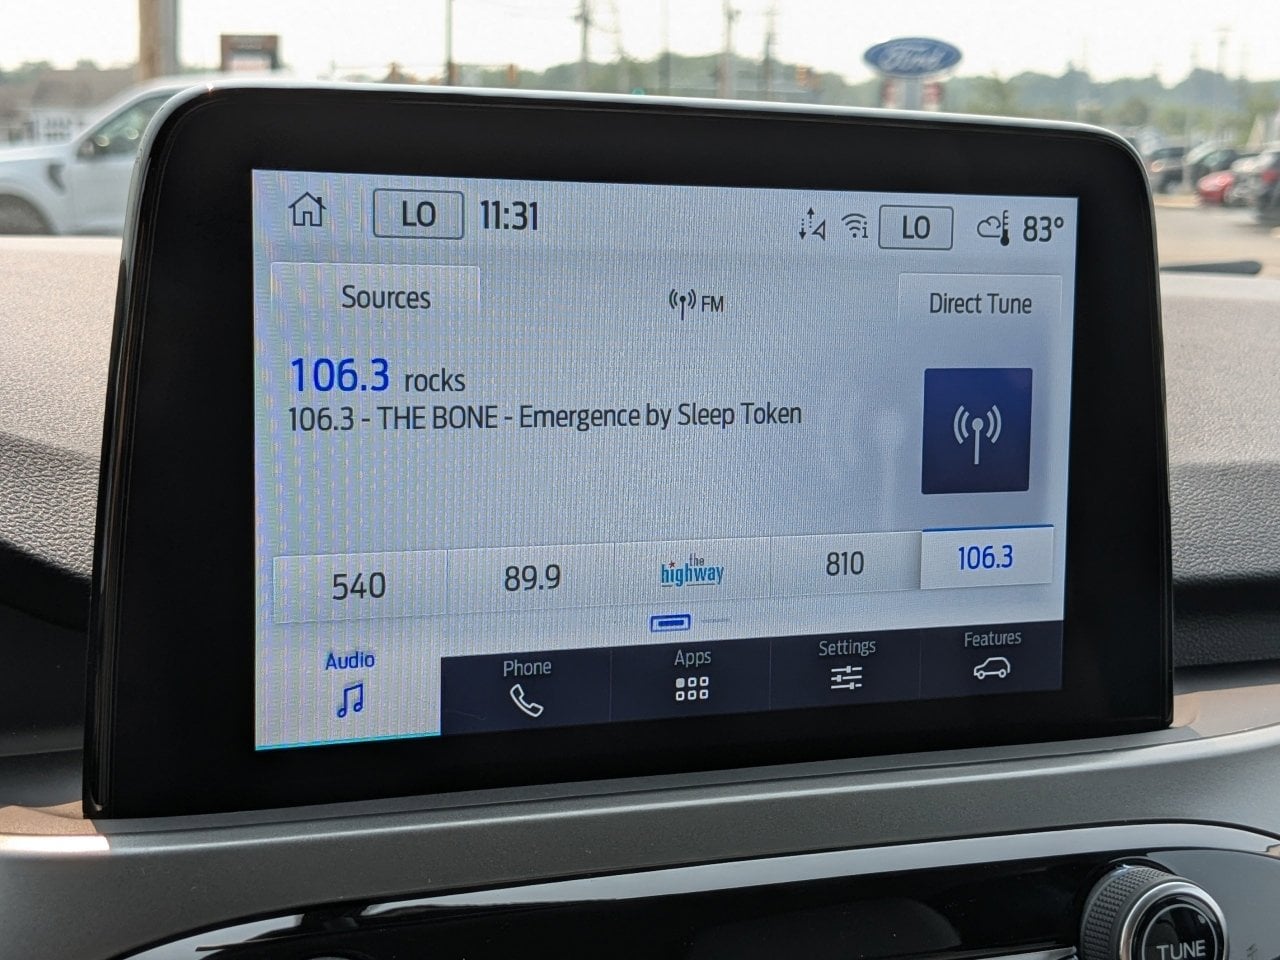 Ford
LO 11:31 LO 83°
Sources FM Direct Tune
106.3 rocks
106.3 - THE BONE - Emergence by Sleep Token
540 89.9 the highway 810 106.3
Audio Phone Apps Settings Features
TUNE